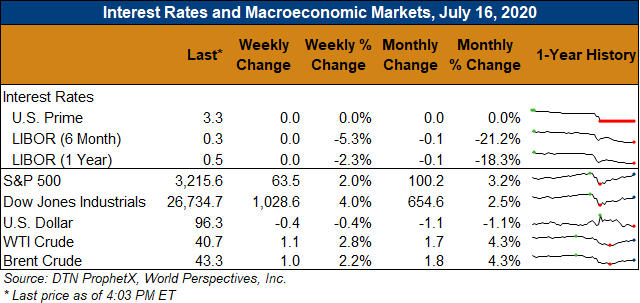 Interest Rates and Macroeconomic Markets, July 16, 2020
Last* Weekly Change Weekly % Change Monthly Change Monthly % Change 1-Year History
Interest Rates
U.S. Prime 3.3 0.0 0.0% 0.0 0.0%
LIBOR (6 Month) 0.3 0.0 -5.3% -0.1 -21.2%
LIBOR (1 Year) 0.5 0.0 -2.3% -0.1 -18.3%
S&P 500 3,215.6 63.5 2.0% 100.2 3.2%
Dow Jones Industrials 26,734.7 1,028.6 4.0% 654.6 2.5%
U.S. Dollar 96.3 -0.4 -0.4% -1.1 -1.1%
WTI Crude 40.7 1.1 2.8% 1.7 4.3%
Brent Crude 43.3 1.0 2.2% 1.8 4.3%
Source: DTN ProphetX, World Perspectives, Inc.
* Last price as of 4:03 PM ET